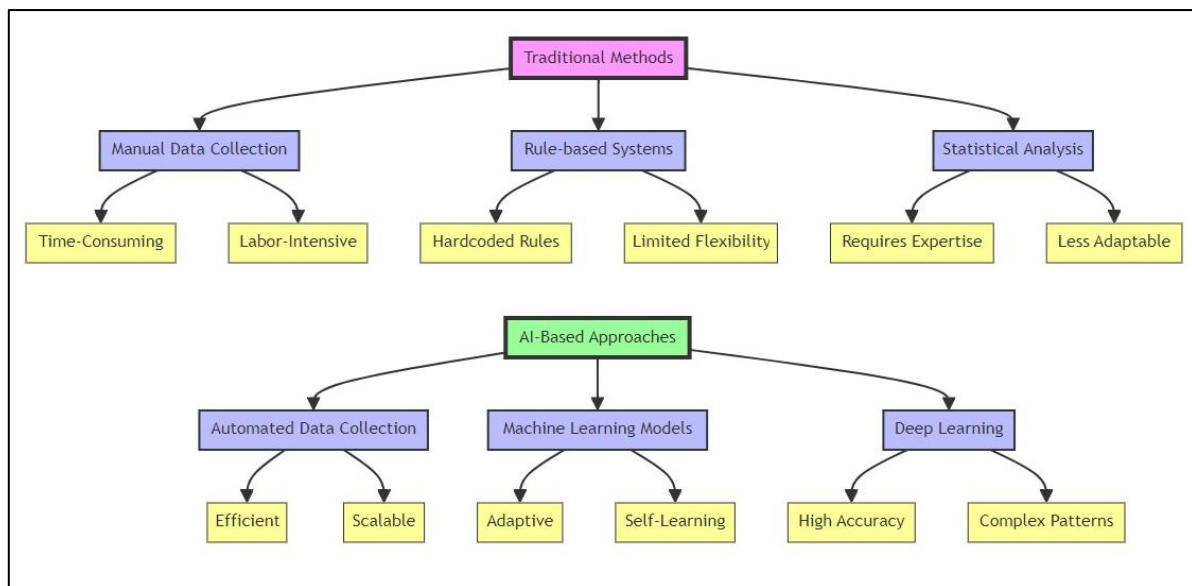 Traditional Methods
Manual Data Collection
Rule-based Systems
Statistical Analysis
Time-Consuming
Labor-Intensive
Hardcoded Rules
Limited Flexibility
Requires Expertise
Less Adaptable
AI-Based Approaches
Automated Data Collection
Machine Learning Models
Deep Learning
Efficient
Scalable
Adaptive
Self-Learning
High Accuracy
Complex Patterns